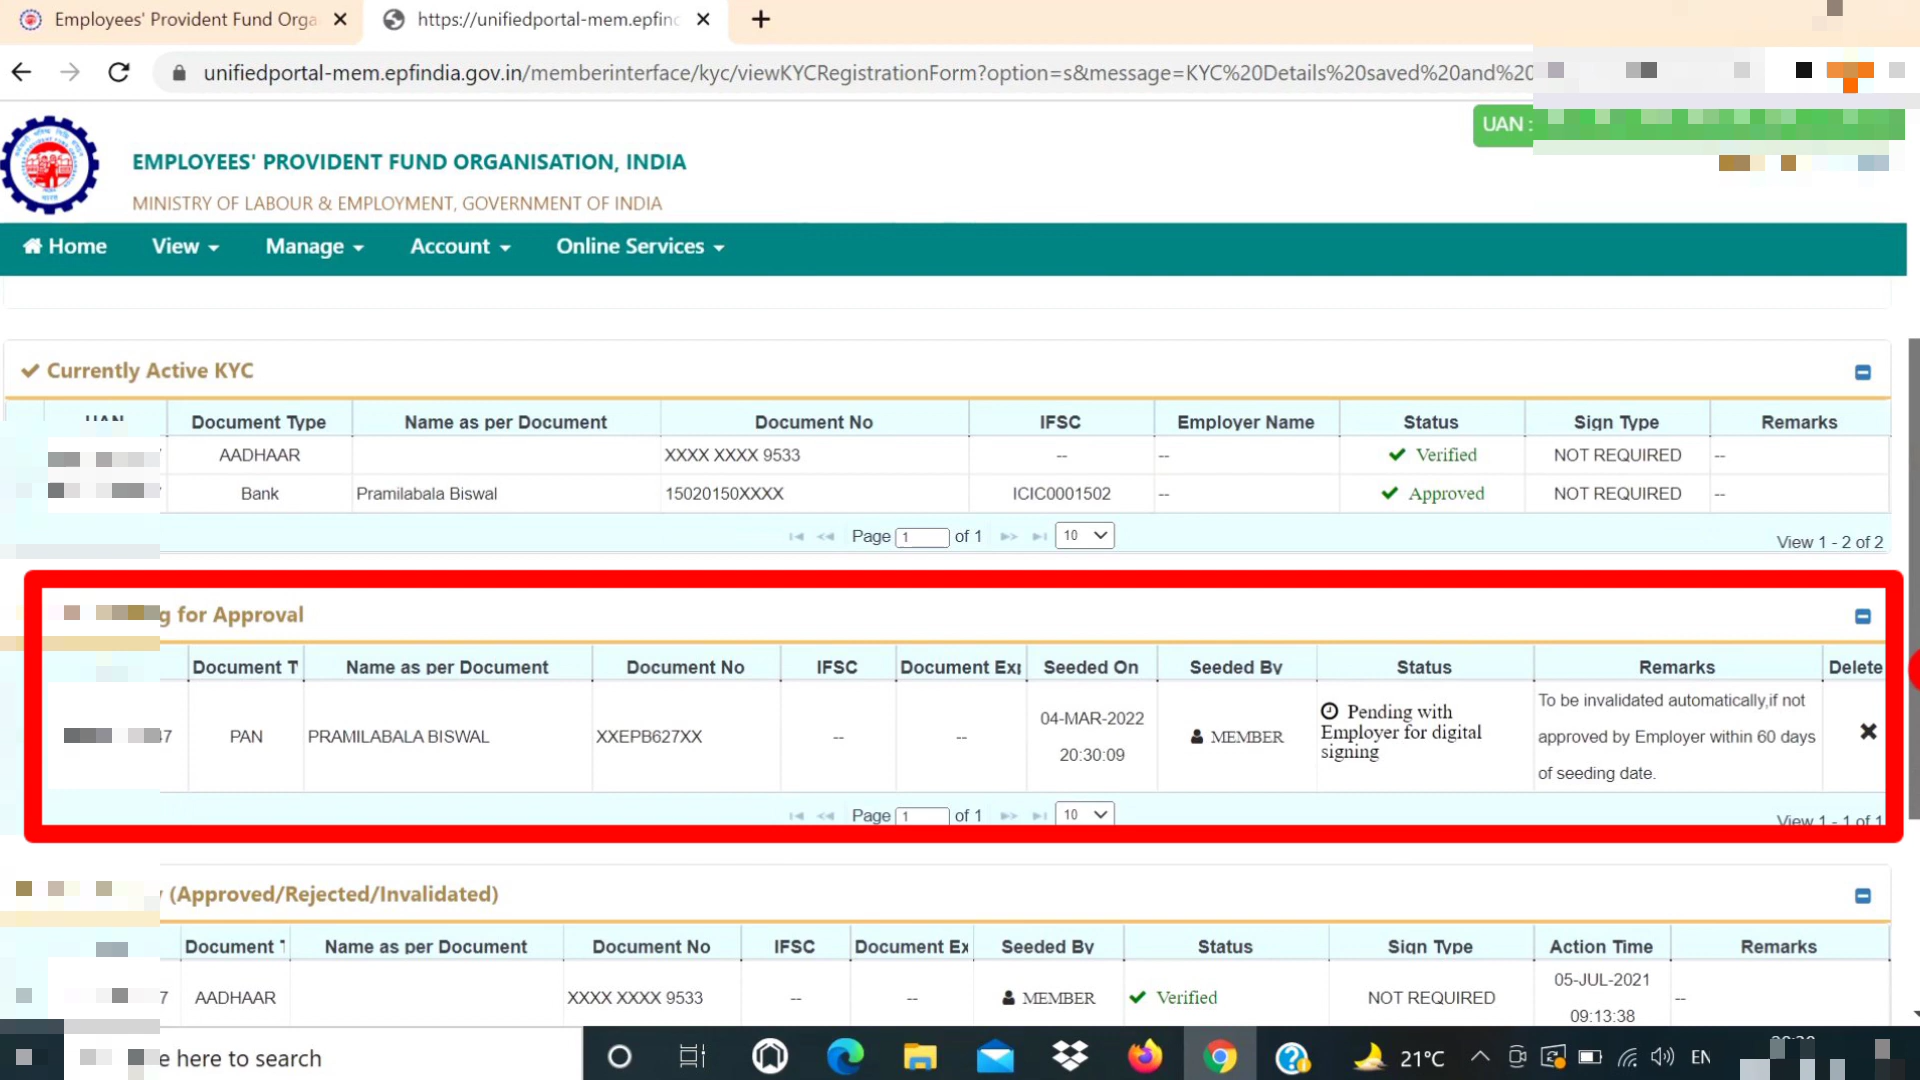 Employees' Provident Fund Orga
https://unifiedportal-mem.epfinc
unifiedportal-mem.epfindia.gov.in/memberinterface/kyc/viewKYCRegistrationForm?option=s&message=KYC%20Details%20saved%20and%20
UAN :
EMPLOYEES' PROVIDENT FUND ORGANISATION, INDIA
MINISTRY OF LABOUR & EMPLOYMENT, GOVERNMENT OF INDIA
Home View Manage Account Online Services
Currently Active KYC
UAN Document Type Name as per Document Document No IFSC Employer Name Status Sign Type Remarks
AADHAAR XXXX XXXX 9533 -- -- Verified NOT REQUIRED --
Bank Pramilabala Biswal 15020150XXXX ICIC0001502 -- Approved NOT REQUIRED --
Page 1 of 1 10
View 1 - 2 of 2
g for Approval
Document T Name as per Document Document No IFSC Document Ex Seeded On Seeded By Status Remarks Delete
47 PAN PRAMILABALA BISWAL XXEPB627XX -- -- 04-MAR-2022 20:30:09 MEMBER Pending with Employer for digital signing To be invalidated automatically,if not approved by Employer within 60 days of seeding date.
Page 1 of 1 10
View 1 - 1 of 1
(Approved/Rejected/Invalidated)
Document Name as per Document Document No IFSC Document Ex Seeded By Status Sign Type Action Time Remarks
7 AADHAAR XXXX XXXX 9533 -- -- MEMBER Verified NOT REQUIRED 05-JUL-2021 09:13:38 --
e here to search
21°C
EN